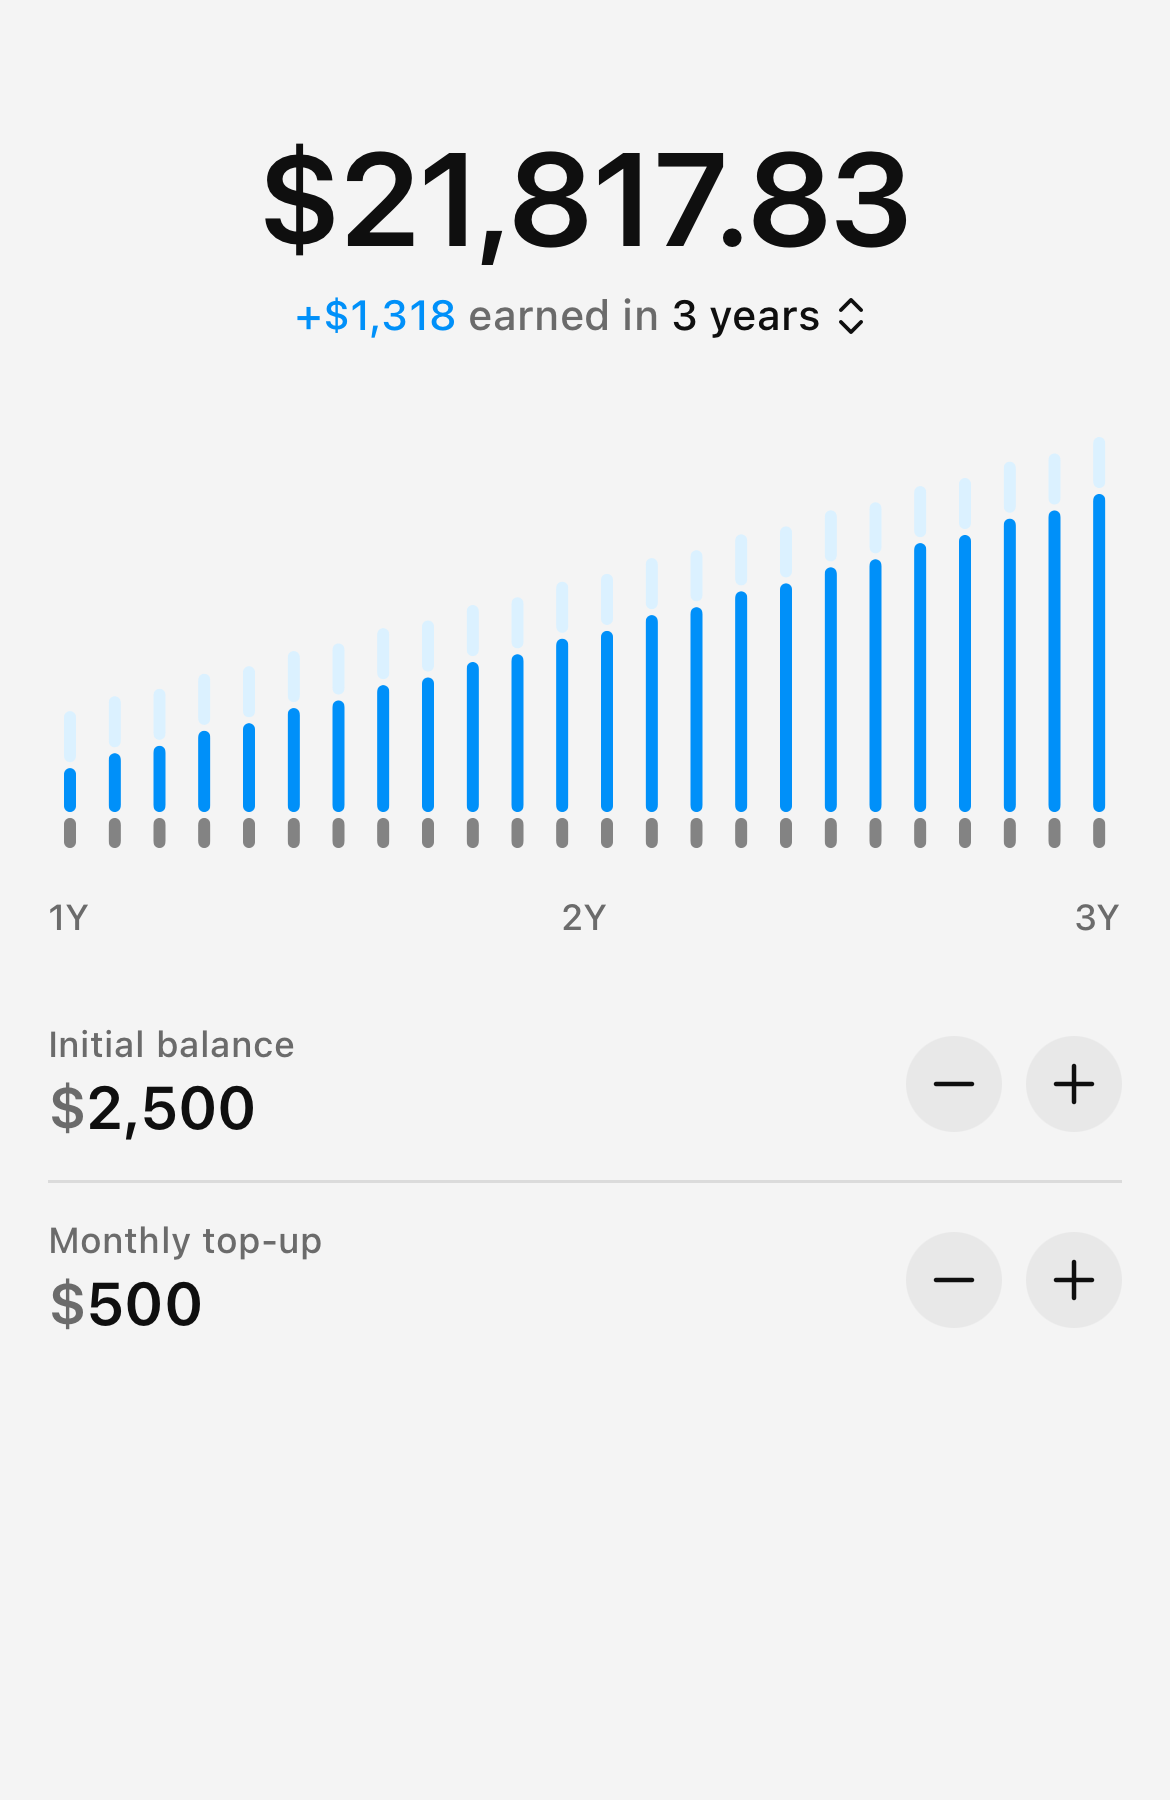 $21,817.83
+$1,318 earned in 3 years
1Y 2Y 3Y
Initial balance
$2,500
Monthly top-up
$500